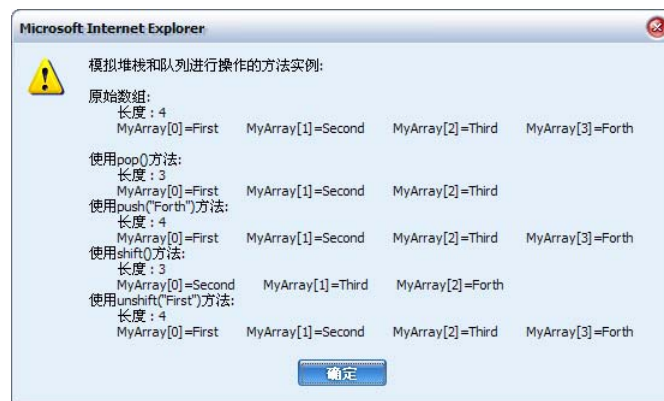 Microsoft Internet Explorer
模拟堆栈和队列进行操作的方法实例:
原始数组:
长度：4
MyArray[0]=First MyArray[1]=Second MyArray[2]=Third MyArray[3]=Forth
使用pop()方法:
长度：3
MyArray[0]=First MyArray[1]=Second MyArray[2]=Third
使用push("Forth")方法:
长度：4
MyArray[0]=First MyArray[1]=Second MyArray[2]=Third MyArray[3]=Forth
使用shift()方法:
长度：3
MyArray[0]=Second MyArray[1]=Third MyArray[2]=Forth
使用unshift("First")方法:
长度：4
MyArray[0]=First MyArray[1]=Second MyArray[2]=Third MyArray[3]=Forth
确定